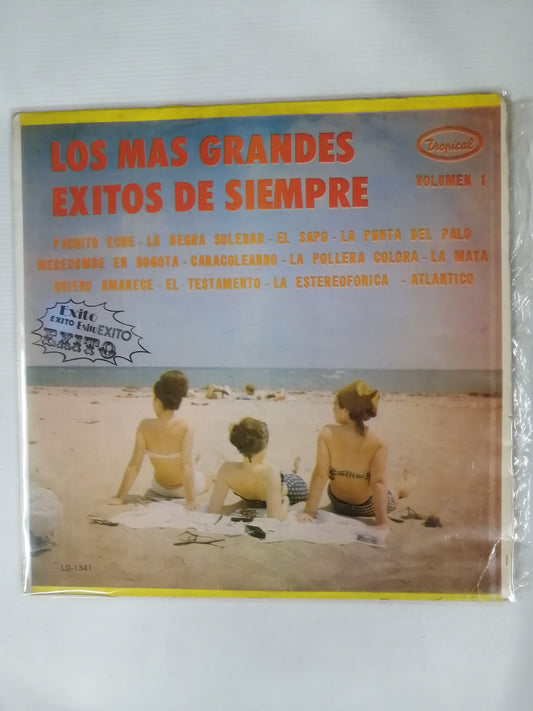 LOS MAS GRANDES
EXITOS DE SIEMPRE
Tropical
VOLUMEN 1
PACHITO ECHE - LA NEGRA SOLEDAD - EL SAPO - LA PUNTA DEL PALO
MERECUMBE EN BOGOTA - CARACOLEANDO - LA POLLERA COLORA - LA MAYA
QUIERO AMANECE - EL TESTAMENTO - LA ESTEREOFONICA - ATLANTICO
Exito
EXITO Exito EXITO
EXITO
LD-1341